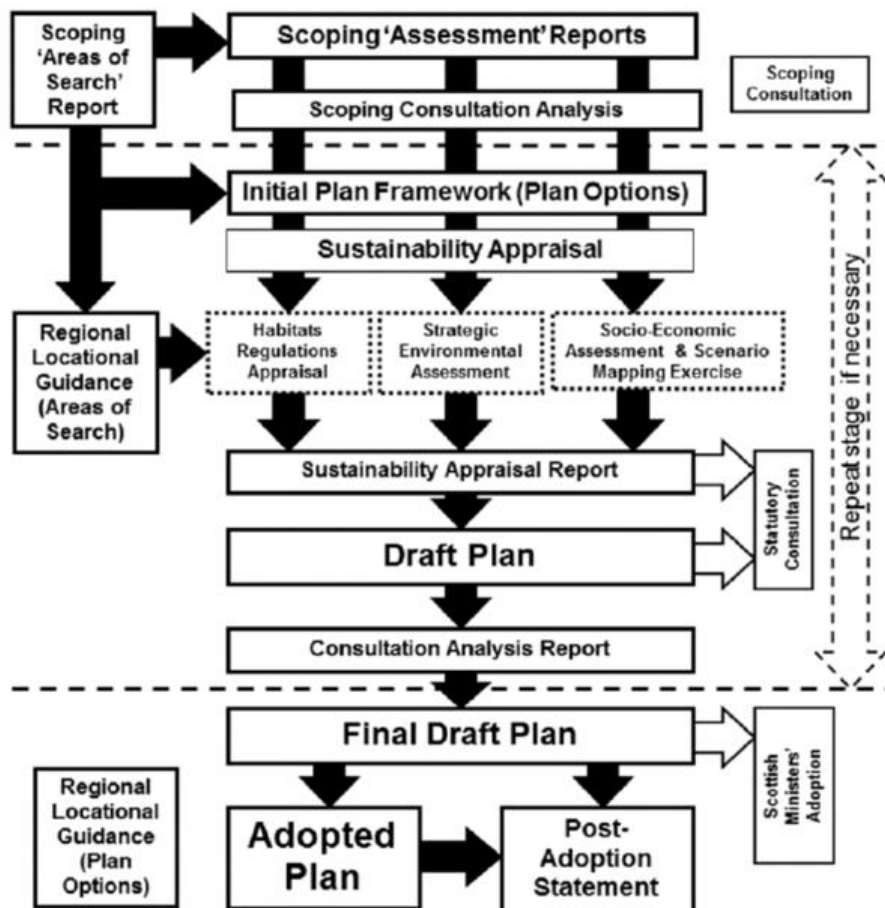 Scoping
‘Areas of
Search’
Report
Scoping ‘Assessment’ Reports
Scoping Consultation Analysis
Scoping
Consultation
Initial Plan Framework (Plan Options)
Sustainability Appraisal
Regional
Locational
Guidance
(Areas of
Search)
Habitats
Regulations
Appraisal
Strategic
Environmental
Assessment
Socio-Economic
Assessment & Scenario
Mapping Exercise
Repeat stage if necessary
Sustainability Appraisal Report
Statutory
Consultation
Draft Plan
Consultation Analysis Report
Final Draft Plan
Scottish
Ministers’
Adoption
Regional
Locational
Guidance
(Plan
Options)
Adopted
Plan
Post-
Adoption
Statement